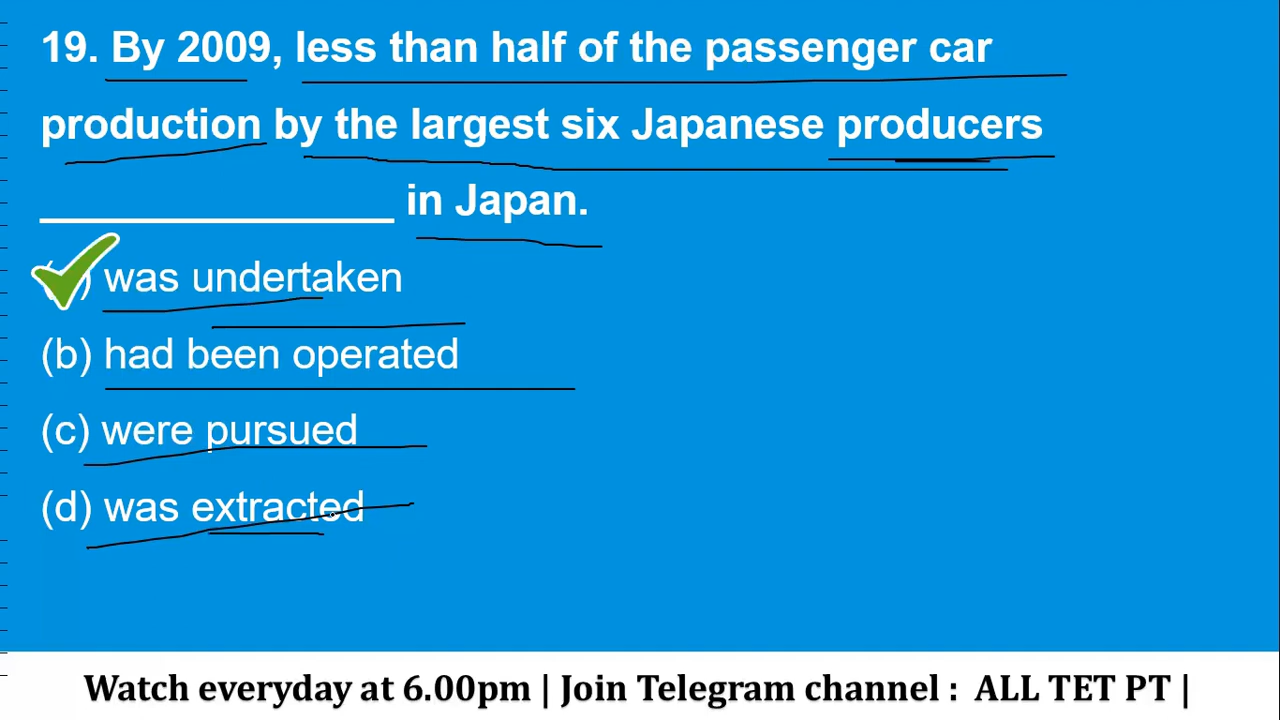 19. By 2009, less than half of the passenger car
production by the largest six Japanese producers
_______________ in Japan.
) was undertaken
(b) had been operated
(c) were pursued
(d) was extracted
Watch everyday at 6.00pm | Join Telegram channel : ALL TET PT |